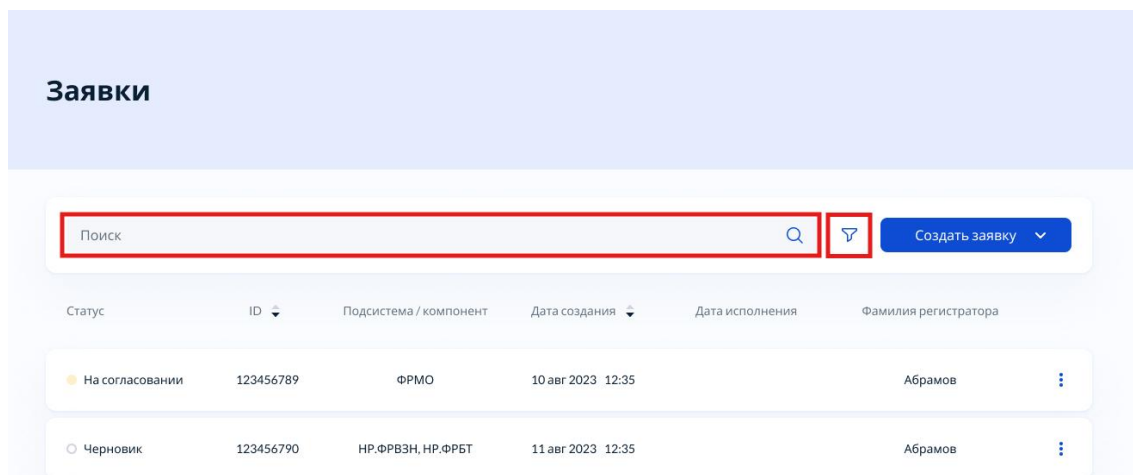 Заявки
Поиск
Создать заявку
Статус ID Подсистема / компонент Дата создания Дата исполнения Фамилия регистратора
На согласовании 123456789 ФРМО 10 авг 2023 12:35 Абрамов
Черновик 123456790 НР.ФРВЗН, НР.ФРБТ 11 авг 2023 12:35 Абрамов